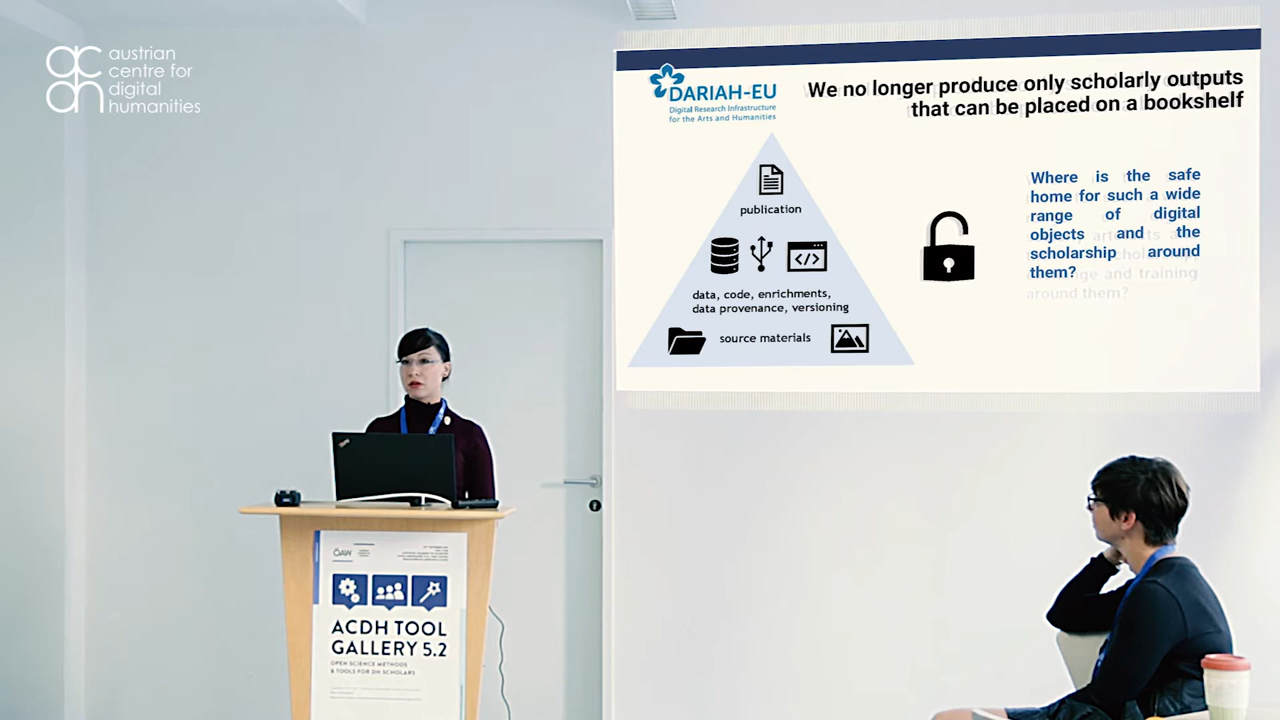 austrian
centre for
digital
humanities
DARIAH-EU
Digital Research Infrastructure
for the Arts and Humanities
We no longer produce only scholarly outputs
that can be placed on a bookshelf
publication
data, code, enrichments,
data provenance, versioning
source materials
Where is the safe
home for such a wide
range of digital
objects and the
scholarship around
them?
around them?
ÖAW
ACDH TOOL
GALLERY 5.2
OPEN SCIENCE METHODS
& TOOLS FOR DH SCHOLARS